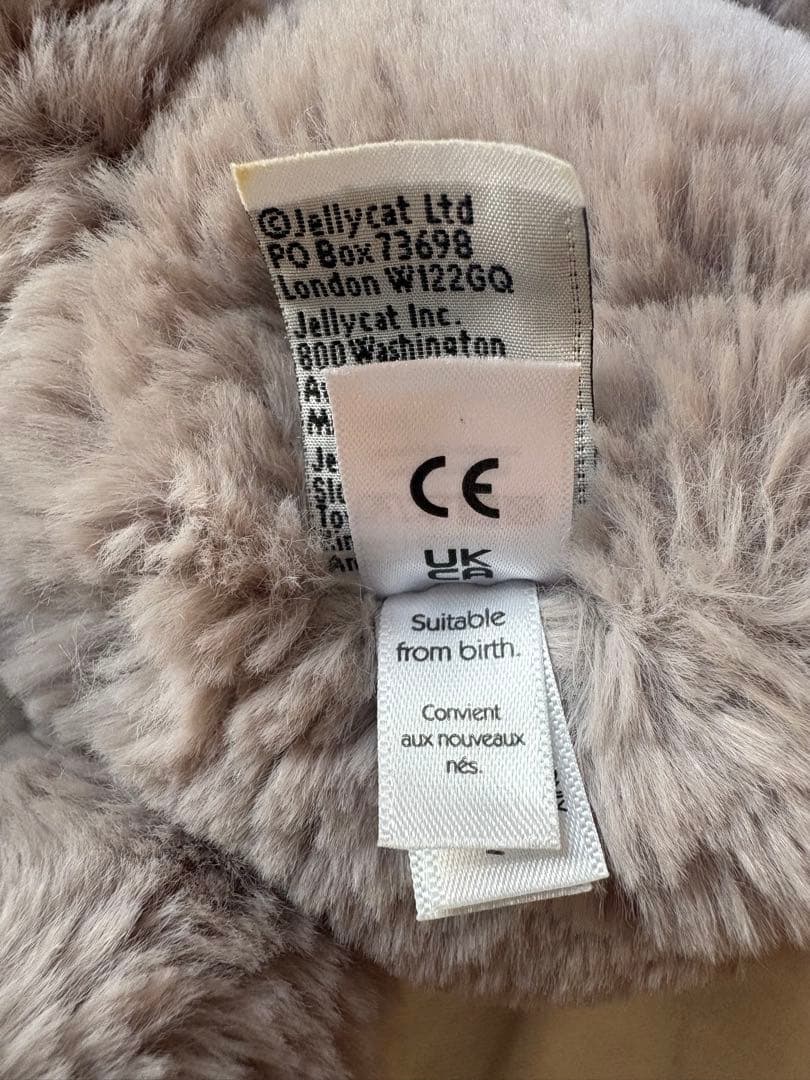 ©Jellycat Ltd
PO Box 73698
London W122GQ
Jellycat Inc.
800 Washington
CE
UK
CA
Suitable
from birth.
Convient
aux nouveaux
nés.